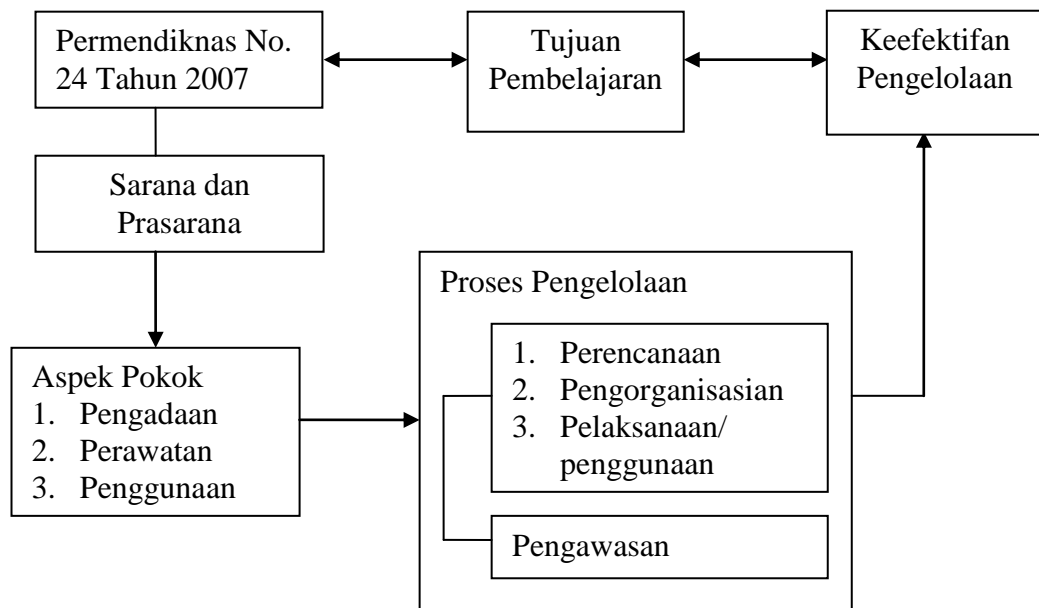 Permendiknas No.
24 Tahun 2007
Tujuan
Pembelajaran
Keefektifan
Pengelolaan
Sarana dan
Prasarana
Aspek Pokok
1. Pengadaan
2. Perawatan
3. Penggunaan
Proses Pengelolaan
1. Perencanaan
2. Pengorganisasian
3. Pelaksanaan/
penggunaan
Pengawasan